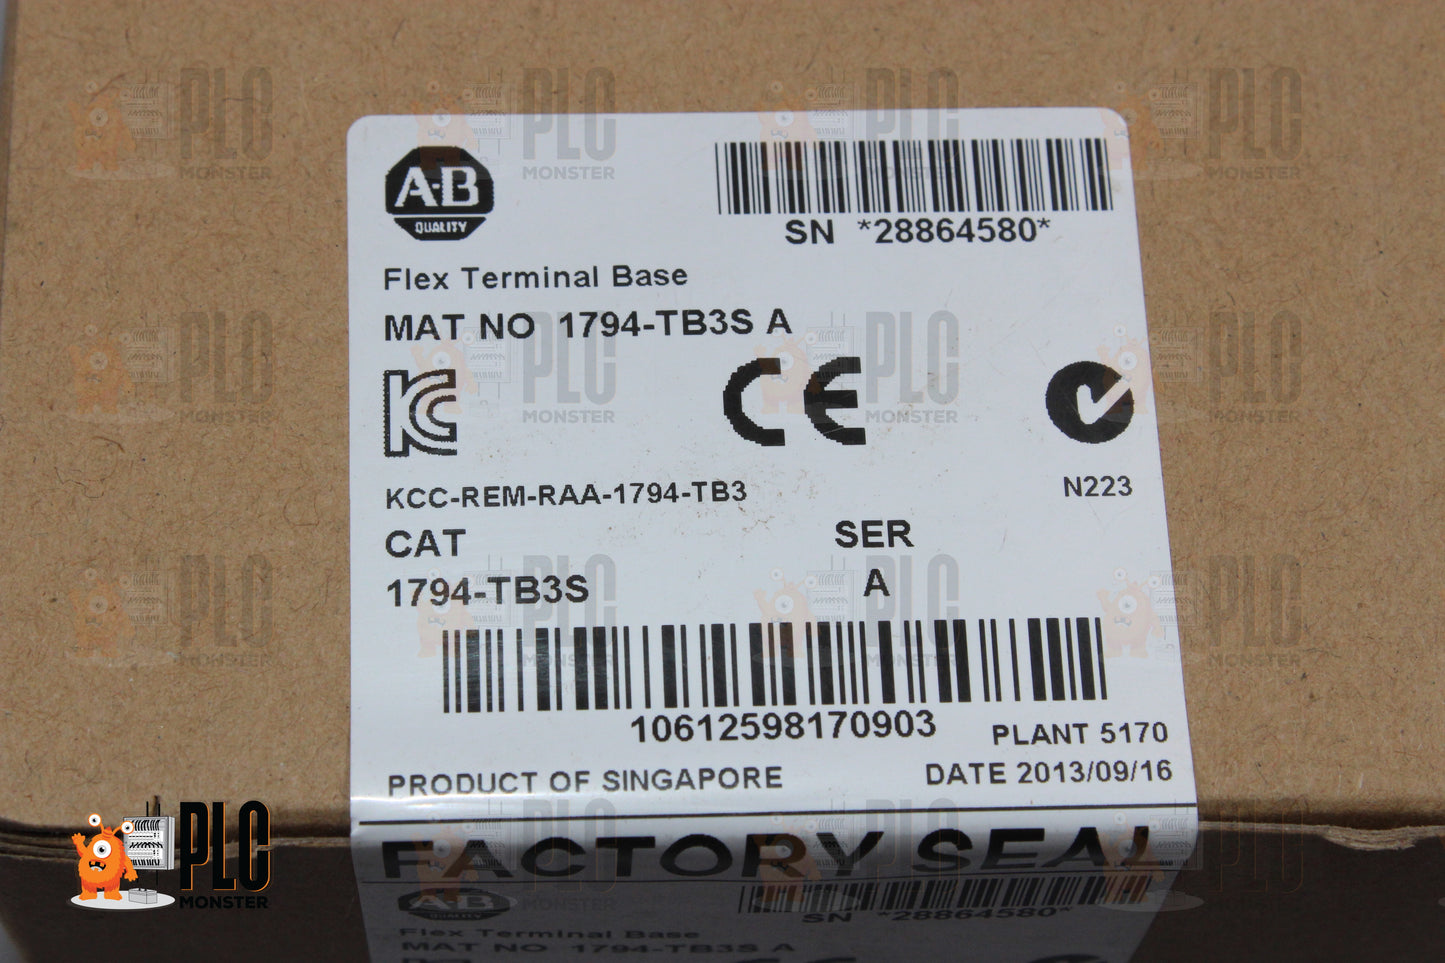 A-B
QUALITY
SN *28864580*
Flex Terminal Base
MAT NO 1794-TB3S A
KCC-REM-RAA-1794-TB3
N223
CAT SER
1794-TB3S A
10612598170903
PLANT 5170
PRODUCT OF SINGAPORE
DATE 2013/09/16
FACTORY SEAL
A-B
QUALITY
SN *28864580*
Flex Terminal Base
MAT NO 1794-TB3S A
PLC
MONSTER